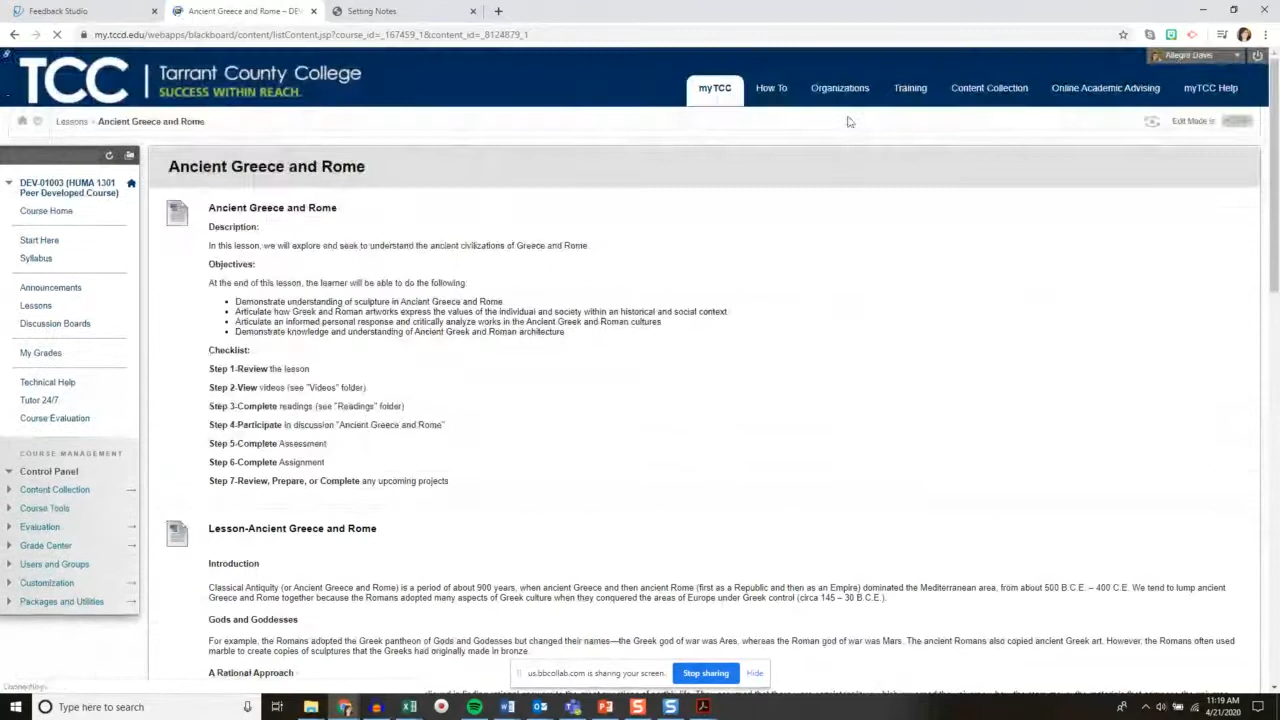 Feedback Studio
Ancient Greece and Rome – DE
Setting Notes
my.tccd.edu/webapps/blackboard/content/listContent.jsp?course_id=_167459_1&content_id=_8124879_1
Allegra Davis
TCC
Tarrant County College
SUCCESS WITHIN REACH.
myTCC
How To
Organizations
Training
Content Collection
Online Academic Advising
myTCC Help
Lessons
Ancient Greece and Rome
Edit Mode is
DEV-01003 (HUMA 1301
Peer Developed Course)
Course Home
Start Here
Syllabus
Announcements
Lessons
Discussion Boards
My Grades
Technical Help
Tutor 24/7
Course Evaluation
COURSE MANAGEMENT
Control Panel
Content Collection
Course Tools
Evaluation
Grade Center
Users and Groups
Customization
Packages and Utilities
Ancient Greece and Rome
Ancient Greece and Rome
Description:
In this lesson, we will explore and seek to understand the ancient civilizations of Greece and Rome.
Objectives:
At the end of this lesson, the learner will be able to do the following:
• Demonstrate understanding of sculpture in Ancient Greece and Rome
• Articulate how Greek and Roman artworks express the values of the individual and society within an historical and social context
• Articulate an informed personal response and critically analyze works in the Ancient Greek and Roman cultures
• Demonstrate knowledge and understanding of Ancient Greek and Roman architecture
Checklist:
Step 1-Review the lesson
Step 2-View videos (see "Videos" folder)
Step 3-Complete readings (see "Readings" folder)
Step 4-Participate in discussion "Ancient Greece and Rome"
Step 5-Complete Assessment
Step 6-Complete Assignment
Step 7-Review, Prepare, or Complete any upcoming projects
Lesson-Ancient Greece and Rome
Introduction
Classical Antiquity (or Ancient Greece and Rome) is a period of about 900 years, when ancient Greece and then ancient Rome (first as a Republic and then as an Empire) dominated the Mediterranean area, from about 500 B.C.E. – 400 C.E. We tend to lump ancient
Greece and Rome together because the Romans adopted many aspects of Greek culture when they conquered the areas of Europe under Greek control (circa 145 – 30 B.C.E.).
Gods and Goddesses
For example, the Romans adopted the Greek pantheon of Gods and Godesses but changed their names—the Greek god of war was Ares, whereas the Roman god of war was Mars. The ancient Romans also copied ancient Greek art. However, the Romans often used
marble to create copies of sculptures that the Greeks had originally made in bronze.
A Rational Approach
us.bbcollab.com is sharing your screen.
Stop sharing
Hide
Type here to search
11:19 AM
4/21/2020